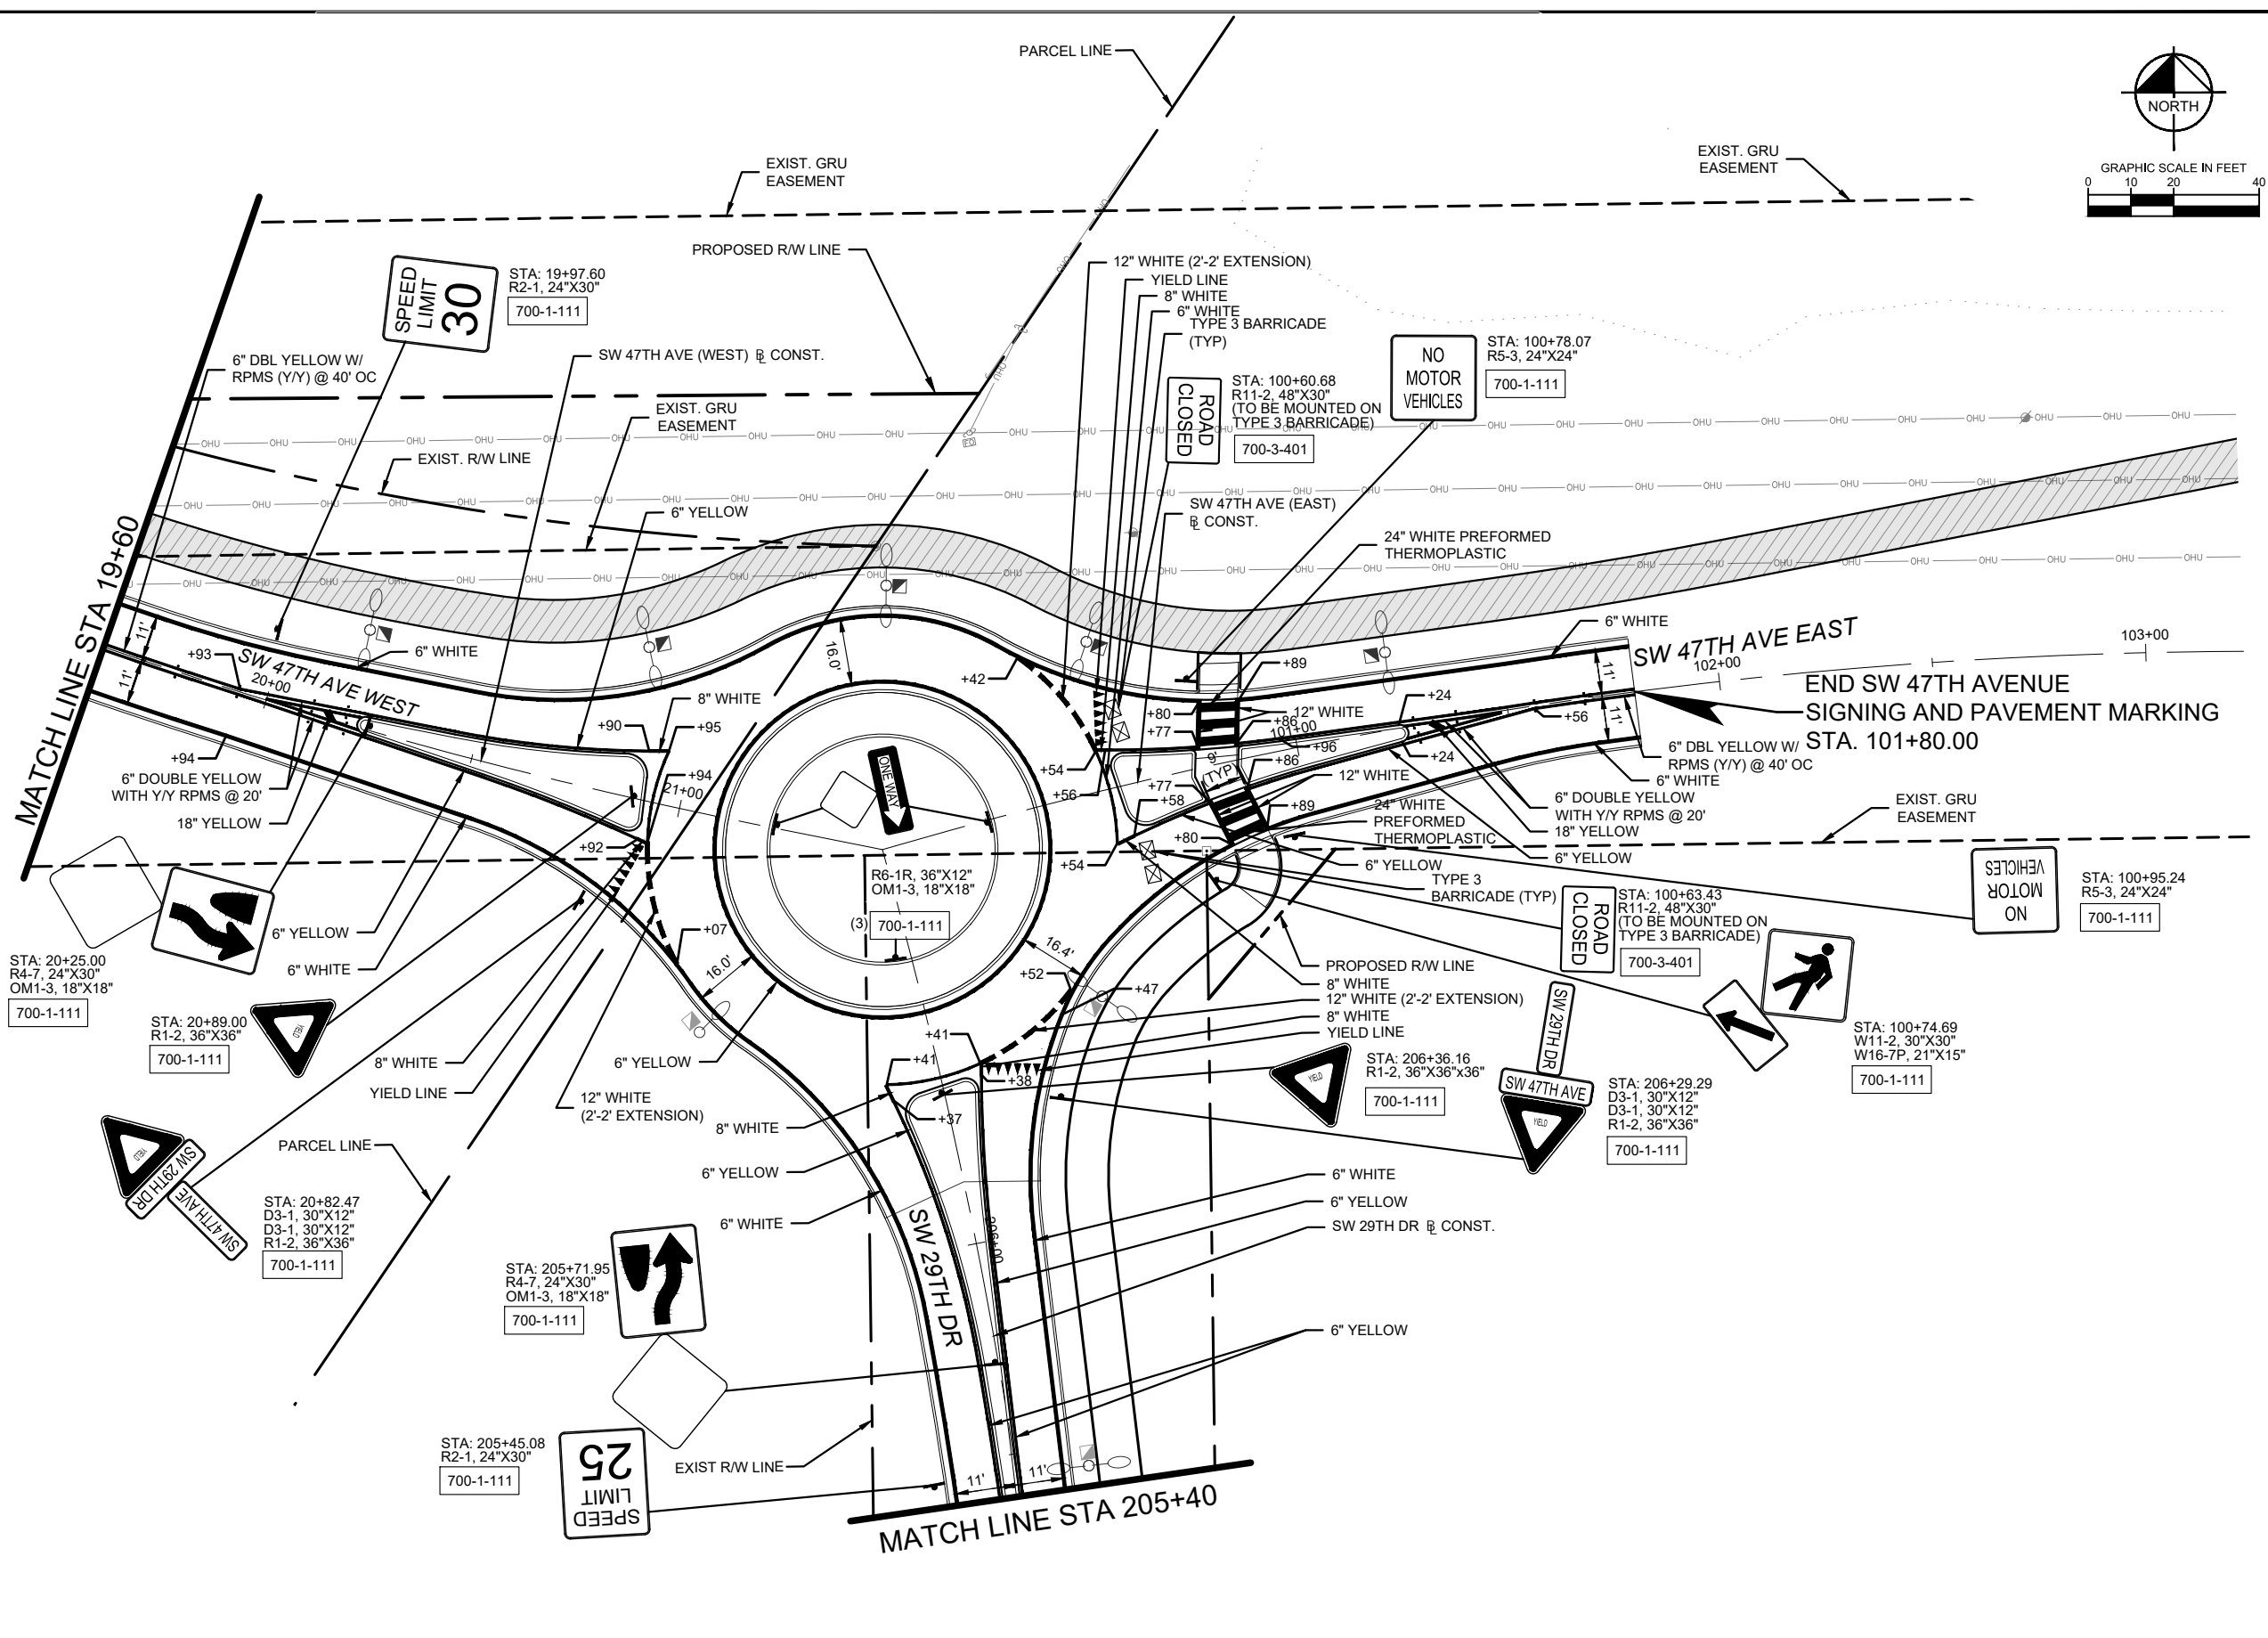 PARCEL LINE
NORTH
GRAPHIC SCALE IN FEET
0 10 20 40
EXIST. GRU
EASEMENT
EXIST. GRU
EASEMENT
PROPOSED R/W LINE
SPEED
LIMIT
30
STA: 19+97.60
R2-1, 24"X30"
700-1-111
12" WHITE (2'-2' EXTENSION)
YIELD LINE
8" WHITE
6" WHITE
TYPE 3 BARRICADE
(TYP)
6" DBL YELLOW W/
RPMS (Y/Y) @ 40' OC
SW 47TH AVE (WEST) ℄ CONST.
ROAD
CLOSED
STA: 100+60.68
R11-2, 48"X30"
(TO BE MOUNTED ON
TYPE 3 BARRICADE)
700-3-401
NO
MOTOR
VEHICLES
STA: 100+78.07
R5-3, 24"X24"
700-1-111
EXIST. GRU
EASEMENT
EXIST. R/W LINE
6" YELLOW
SW 47TH AVE (EAST)
℄ CONST.
24" WHITE PREFORMED
THERMOPLASTIC
OHU OHU OHU OHU OHU OHU
MATCH LINE STA 19+60
11'
11'
+93
SW 47TH AVE WEST
20+00
6" WHITE
16.0'
+42
+89
6" WHITE
11'
11'
SW 47TH AVE EAST
102+00
103+00
END SW 47TH AVENUE
SIGNING AND PAVEMENT MARKING
STA. 101+80.00
8" WHITE
+90
+95
+80
+77
12" WHITE
+86
101+00
+96
+24
+56
+24
6" DBL YELLOW W/
RPMS (Y/Y) @ 40' OC
6" WHITE
+94
6" DOUBLE YELLOW
WITH Y/Y RPMS @ 20'
18" YELLOW
+94
21+00
+92
ONE WAY
+54
+56
9'
(TYP)
+86
12" WHITE
+77
+58
+89
+80
+54
24" WHITE
PREFORMED
THERMOPLASTIC
6" DOUBLE YELLOW
WITH Y/Y RPMS @ 20'
18" YELLOW
6" YELLOW
EXIST. GRU
EASEMENT
R6-1R, 36"X12"
OM1-3, 18"X18"
(3) 700-1-111
6" YELLOW
TYPE 3
BARRICADE (TYP)
ROAD
CLOSED
STA: 100+63.43
R11-2, 48"X30"
(TO BE MOUNTED ON
TYPE 3 BARRICADE)
700-3-401
NO
MOTOR
VEHICLES
STA: 100+95.24
R5-3, 24"X24"
700-1-111
6" YELLOW
6" WHITE
+07
16.0'
16.4'
+52
+47
PROPOSED R/W LINE
8" WHITE
12" WHITE (2'-2' EXTENSION)
8" WHITE
YIELD LINE
STA: 20+25.00
R4-7, 24"X30"
OM1-3, 18"X18"
700-1-111
STA: 20+89.00
R1-2, 36"X36"
700-1-111
YIELD
8" WHITE
YIELD LINE
6" YELLOW
12" WHITE
(2'-2' EXTENSION)
+41
+41
+38
+37
YIELD
STA: 206+36.16
R1-2, 36"X36"x36"
700-1-111
SW 29TH DR
SW 47TH AVE
YIELD
STA: 206+29.29
D3-1, 30"X12"
D3-1, 30"X12"
R1-2, 36"X36"
700-1-111
STA: 100+74.69
W11-2, 30"X30"
W16-7P, 21"X15"
700-1-111
PARCEL LINE
8" WHITE
6" YELLOW
6" WHITE
YIELD
SW 29TH DR
SW 47TH AVE
STA: 20+82.47
D3-1, 30"X12"
D3-1, 30"X12"
R1-2, 36"X36"
700-1-111
6" WHITE
6" YELLOW
SW 29TH DR ℄ CONST.
206+00
SW 29TH DR
STA: 205+71.95
R4-7, 24"X30"
OM1-3, 18"X18"
700-1-111
6" YELLOW
STA: 205+45.08
R2-1, 24"X30"
700-1-111
SPEED
LIMIT
25
EXIST R/W LINE
11'
11'
MATCH LINE STA 205+40